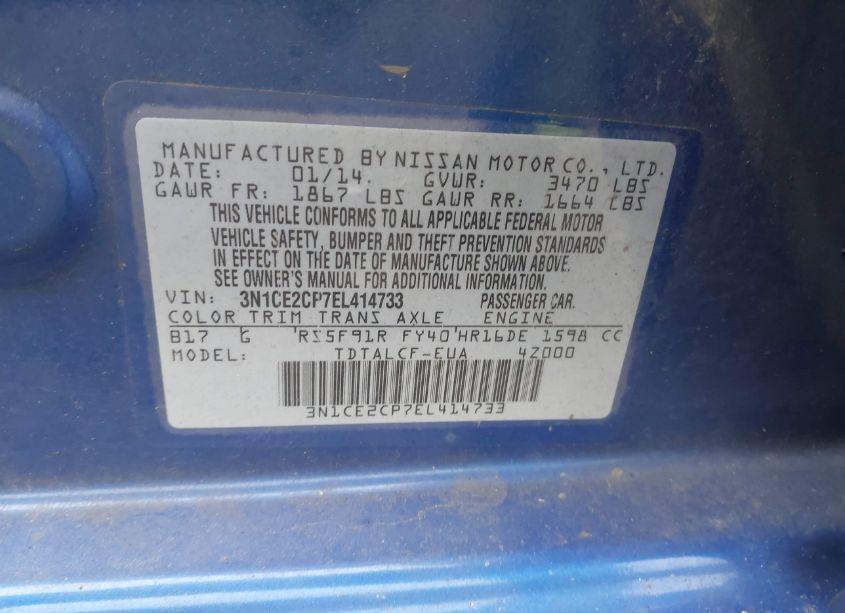 MANUFACTURED BY NISSAN MOTOR CO., LTD.
DATE: 01/14. GVWR: 3470 LBS
GAWR FR: 1867 LBS GAWR RR: 1664 LBS
THIS VEHICLE CONFORMS TO ALL APPLICABLE FEDERAL MOTOR
VEHICLE SAFETY, BUMPER AND THEFT PREVENTION STANDARDS
IN EFFECT ON THE DATE OF MANUFACTURE SHOWN ABOVE.
SEE OWNER'S MANUAL FOR ADDITIONAL INFORMATION.
VIN: 3N1CE2CP7EL414733 PASSENGER CAR.
COLOR TRIM TRANS AXLE ENGINE
B17 G 'RS5F91R FY40'HR16DE 1598 CC
MODEL: TDTALCF-EUA 4Z000
3N1CE2CP7EL414733